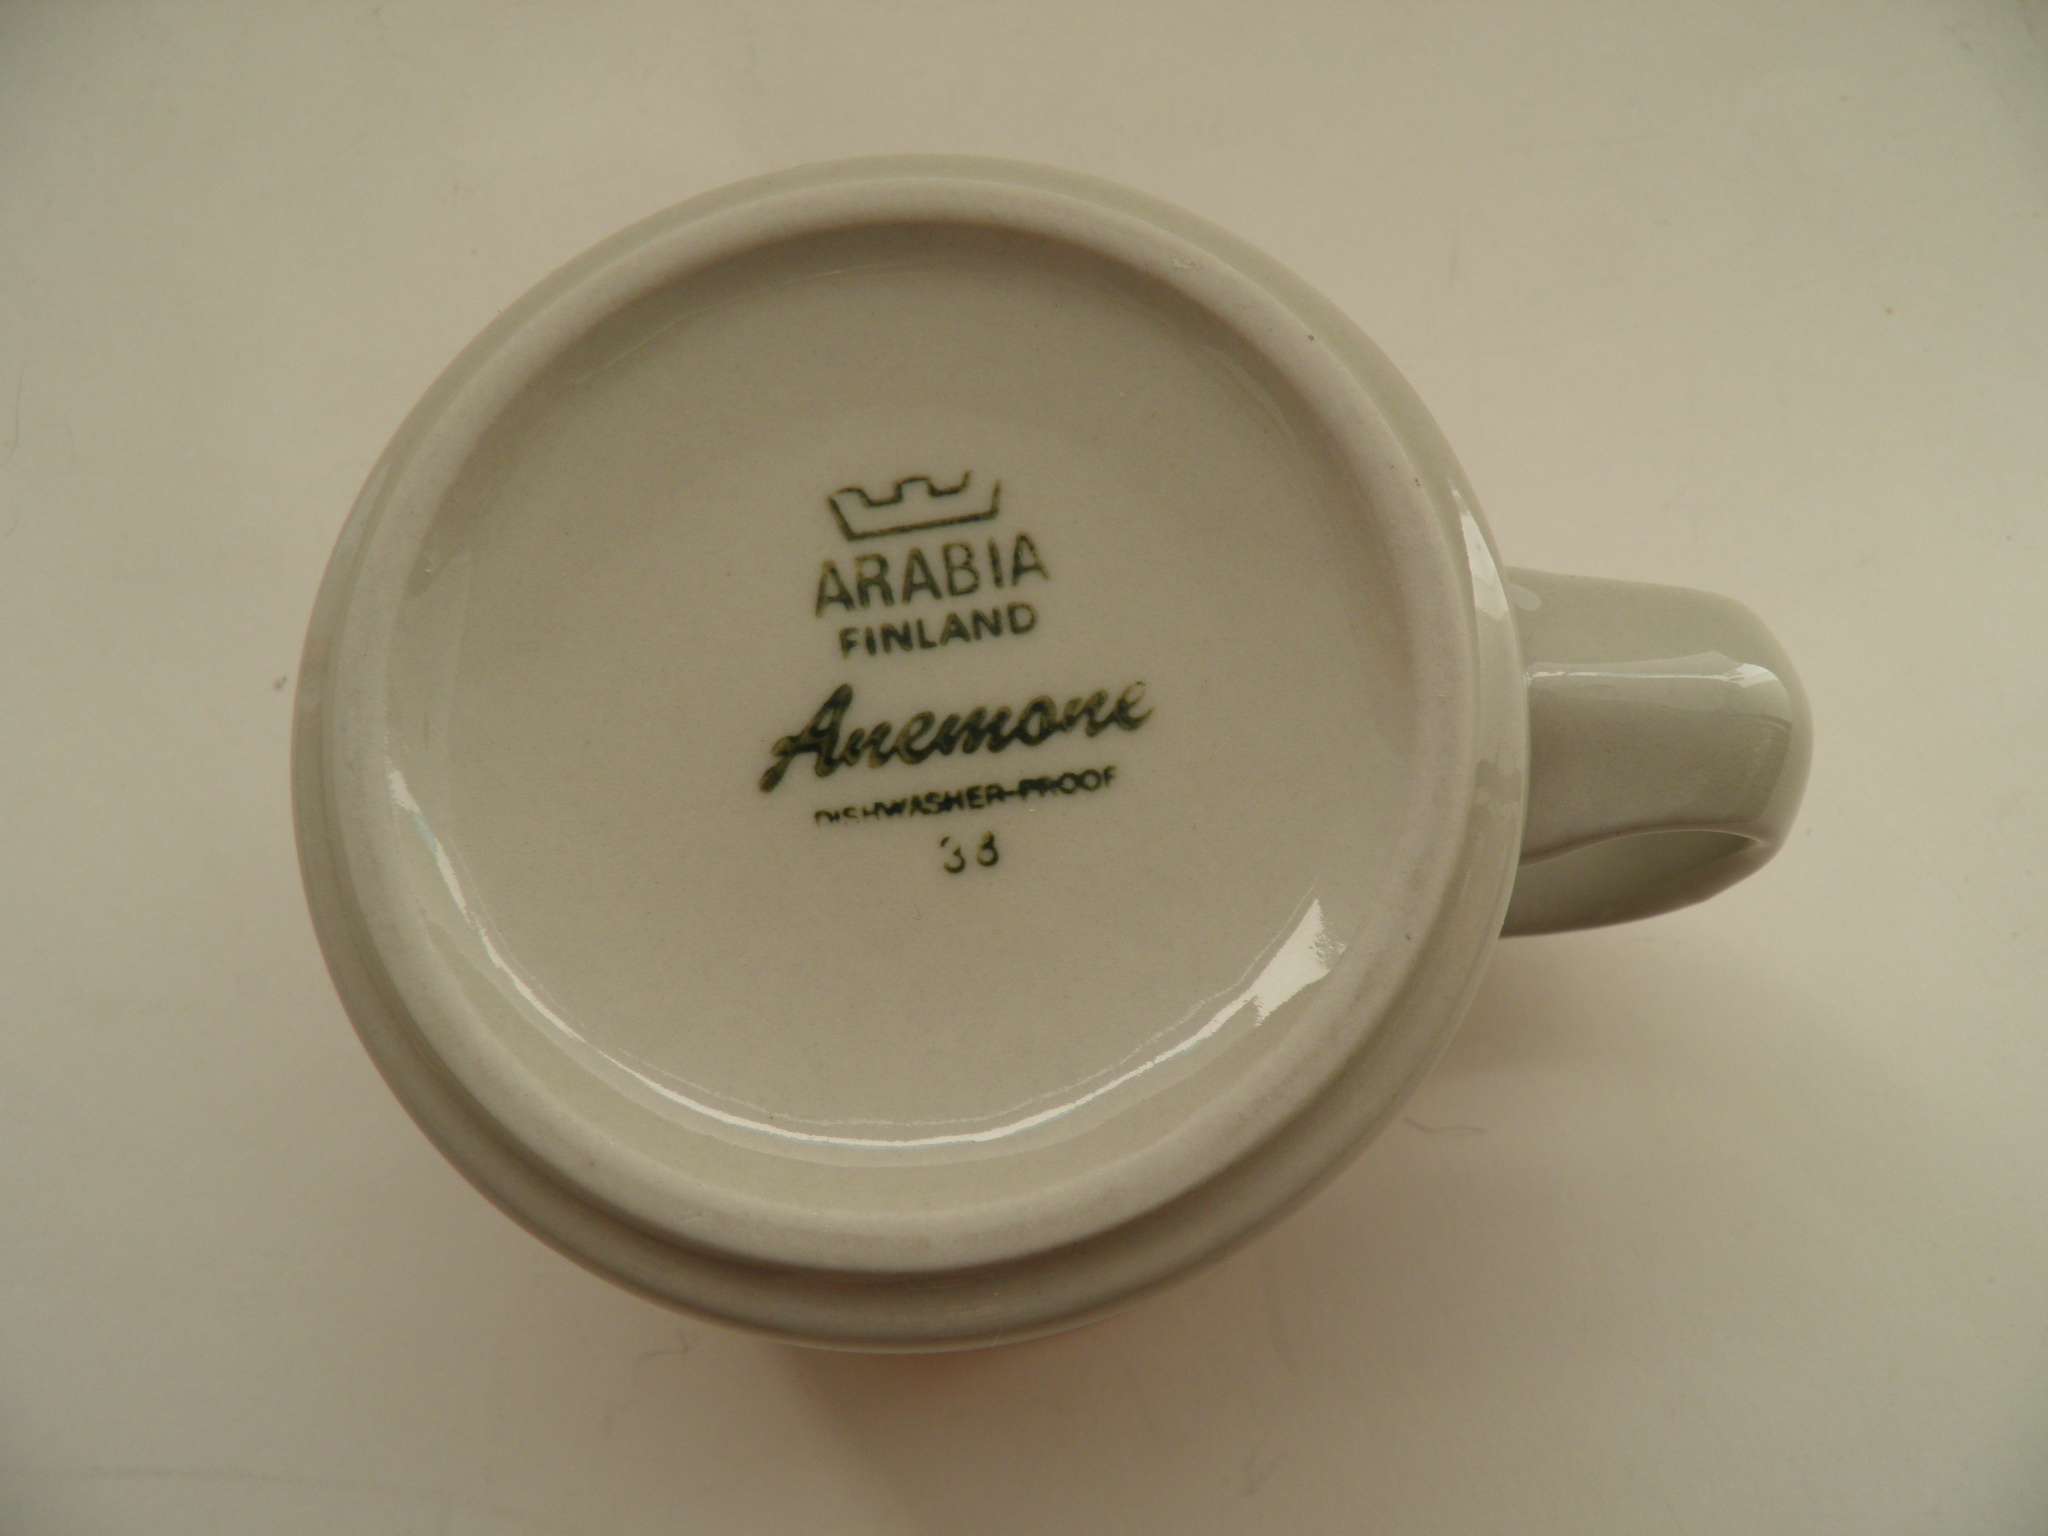 ARABIA
FINLAND
Anemone
DISHWASHER-PROOF
38